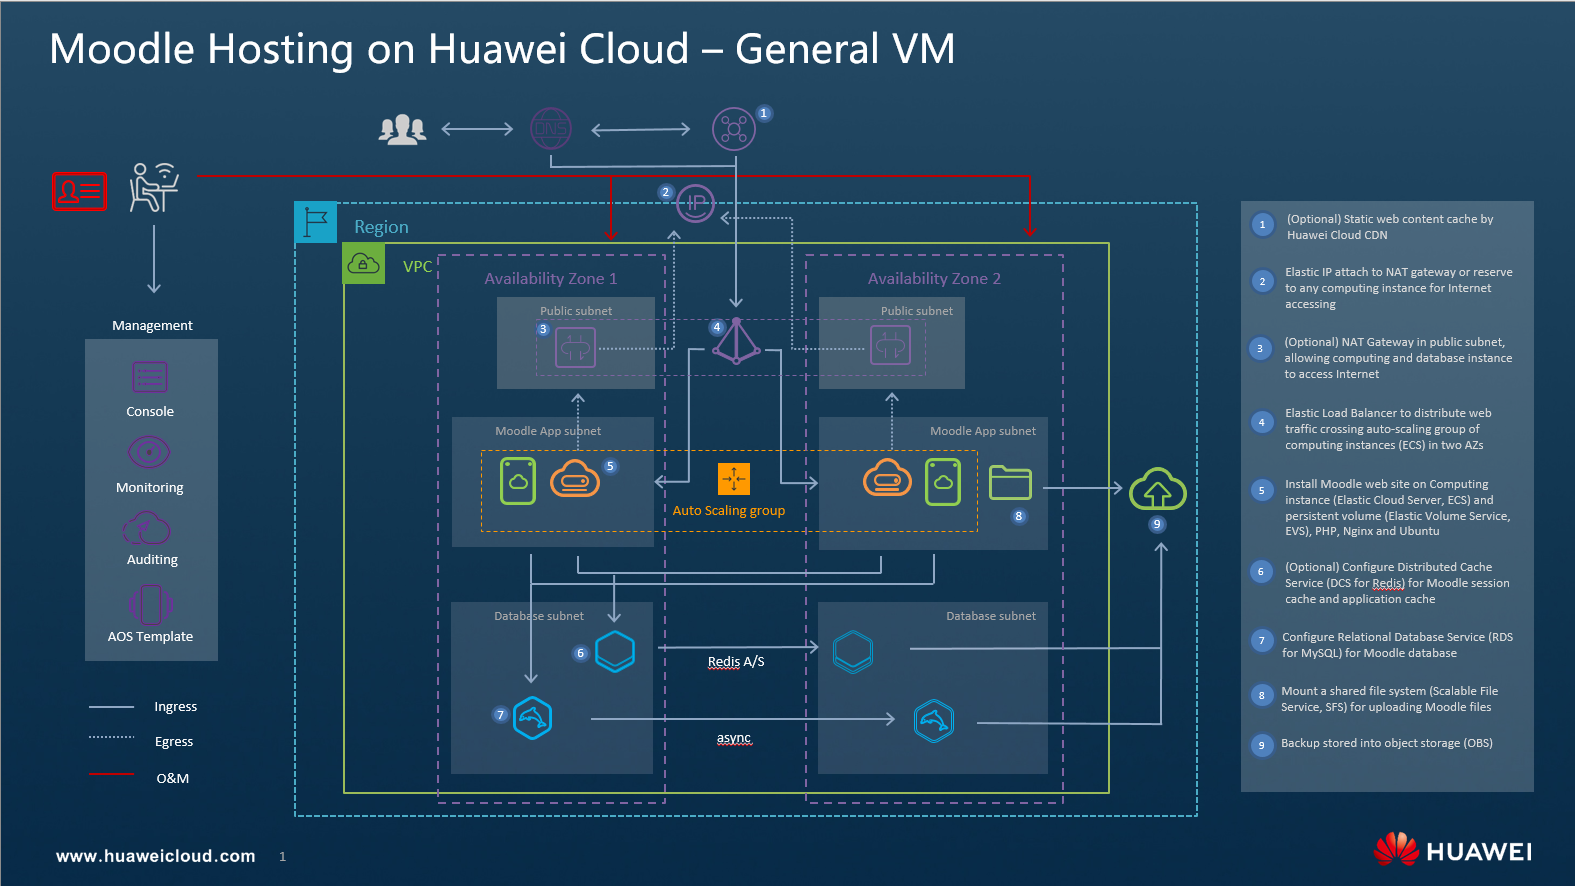 Moodle Hosting on Huawei Cloud – General VM
DNS
1
2
IP
Region
VPC
Availability Zone 1
Availability Zone 2
Public subnet
Public subnet
3
4
Management
Console
Monitoring
Auditing
AOS Template
Moodle App subnet
Moodle App subnet
5
Auto Scaling group
8
9
Database subnet
Database subnet
6
Redis A/S
7
async
Ingress
Egress
O&M
1
(Optional) Static web content cache by
Huawei Cloud CDN
2
Elastic IP attach to NAT gateway or reserve
to any computing instance for Internet
accessing
3
(Optional) NAT Gateway in public subnet,
allowing computing and database instance
to access Internet
4
Elastic Load Balancer to distribute web
traffic crossing auto-scaling group of
computing instances (ECS) in two AZs
5
Install Moodle web site on Computing
instance (Elastic Cloud Server, ECS) and
persistent volume (Elastic Volume Service,
EVS), PHP, Nginx and Ubuntu
6
(Optional) Configure Distributed Cache
Service (DCS for Redis) for Moodle session
cache and application cache
7
Configure Relational Database Service (RDS
for MySQL) for Moodle database
8
Mount a shared file system (Scalable File
Service, SFS) for uploading Moodle files
9
Backup stored into object storage (OBS)
www.huaweicloud.com
1
HUAWEI